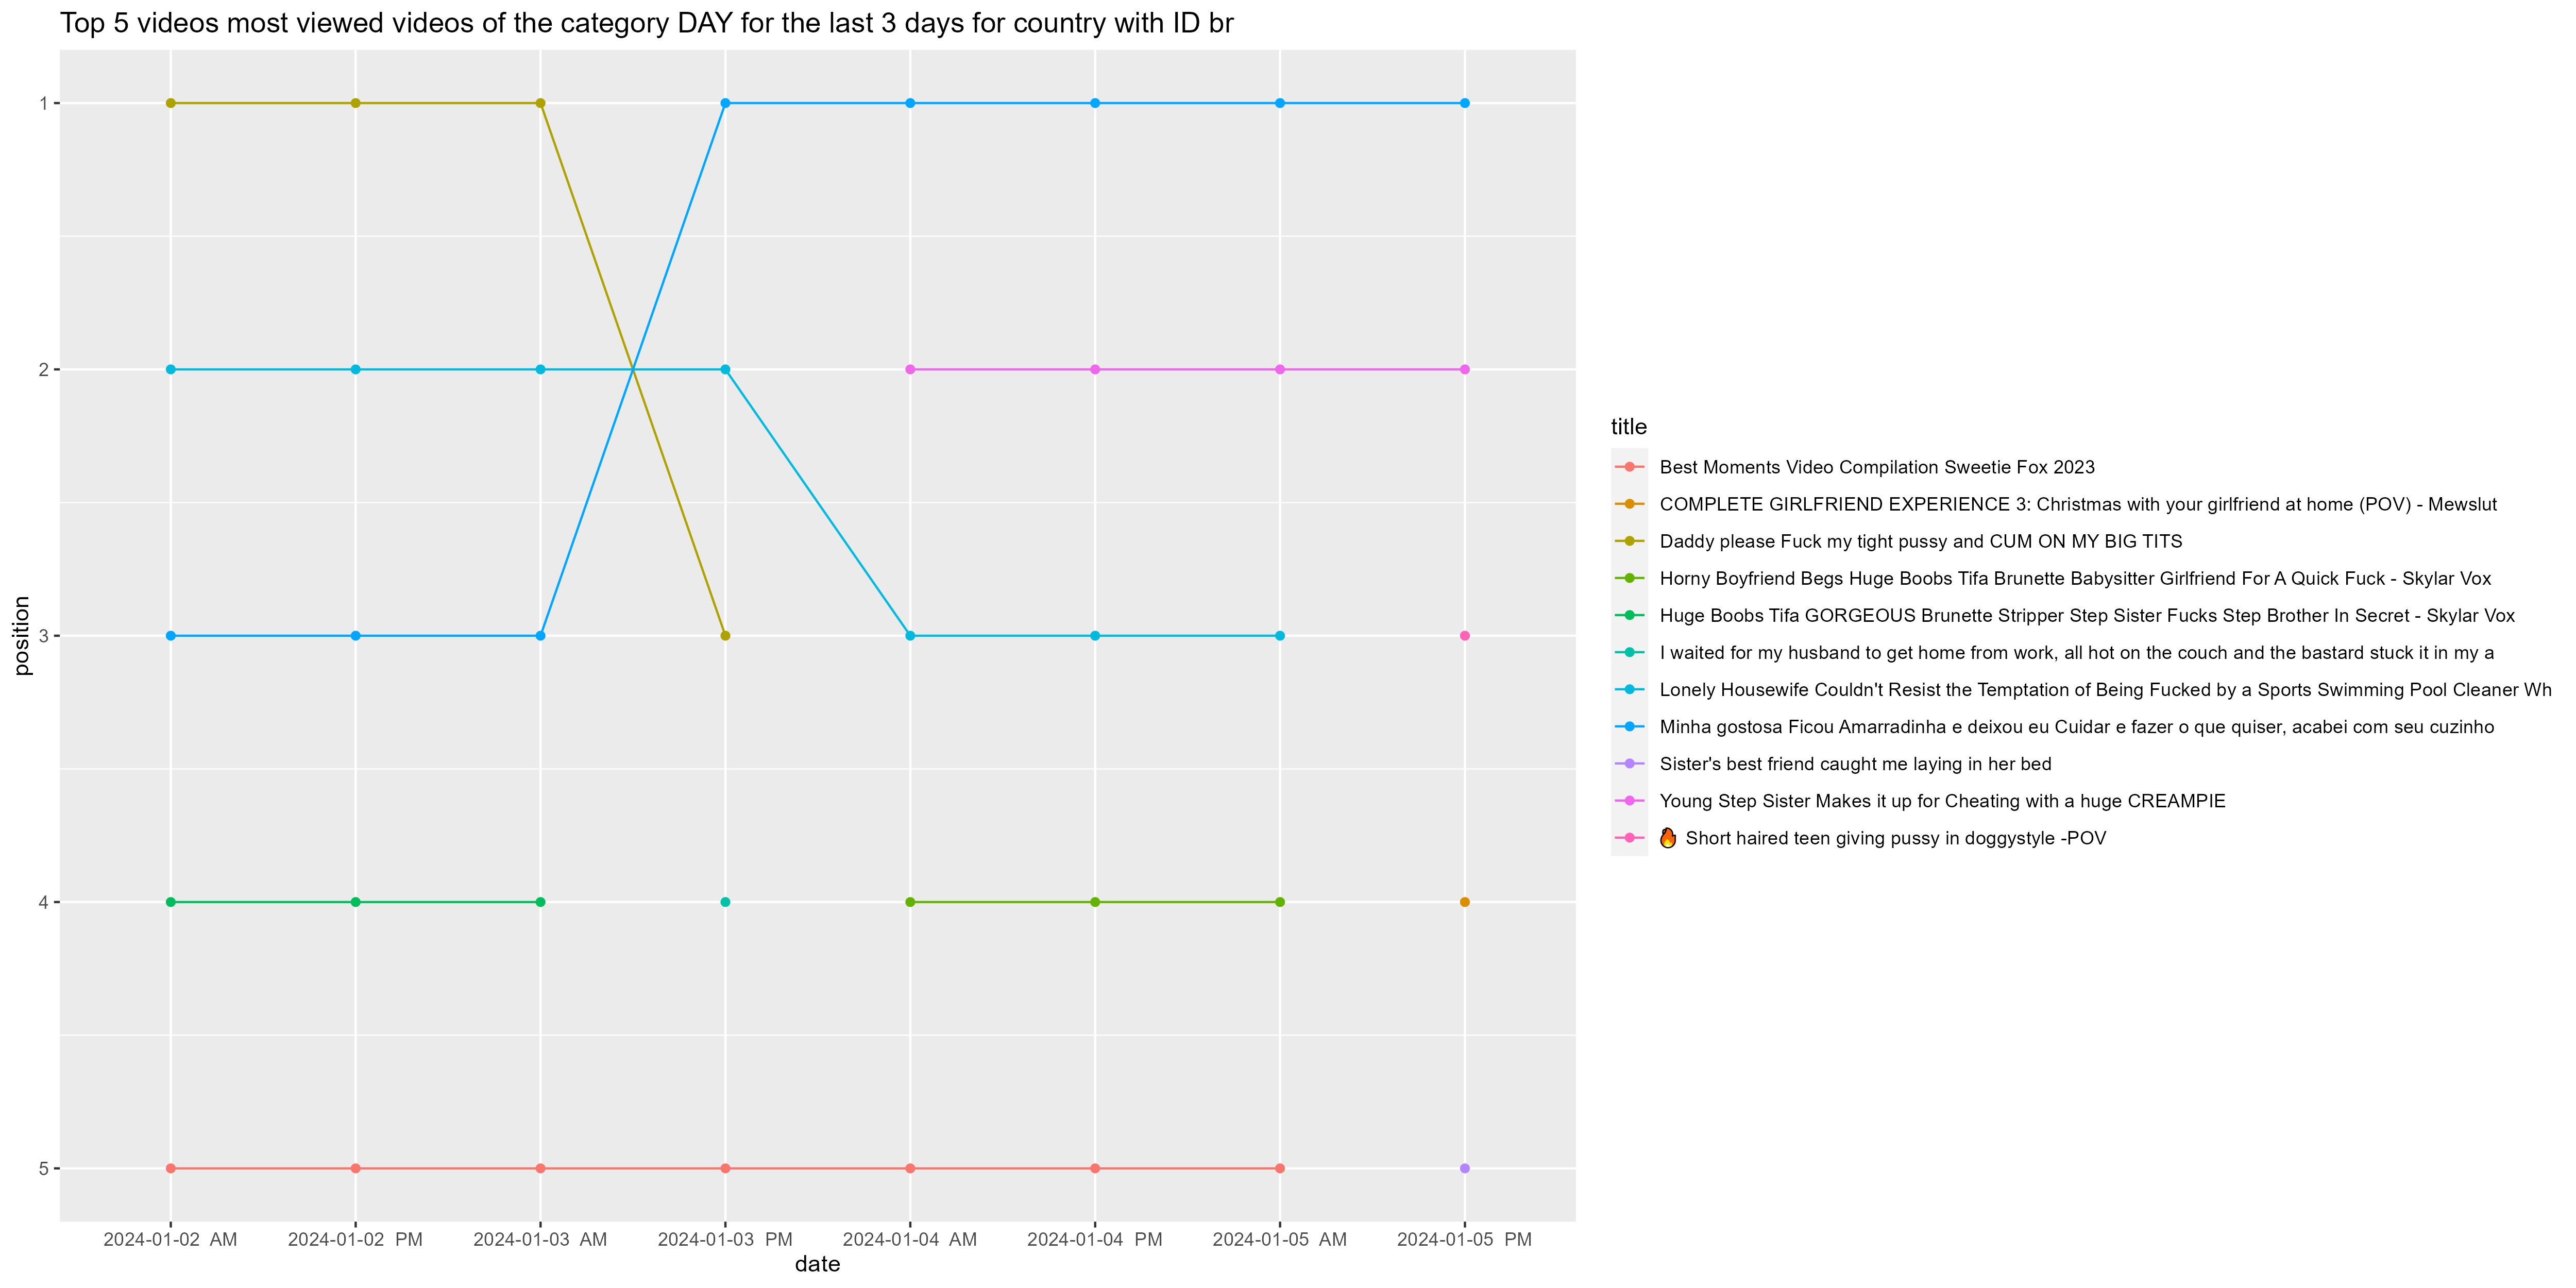 Top 5 videos most viewed videos of the category DAY for the last 3 days for country with ID br
1
2
3
4
5
position
2024-01-02 AM
2024-01-02 PM
2024-01-03 AM
2024-01-03 PM
2024-01-04 AM
2024-01-04 PM
2024-01-05 AM
2024-01-05 PM
date
title
Best Moments Video Compilation Sweetie Fox 2023
COMPLETE GIRLFRIEND EXPERIENCE 3: Christmas with your girlfriend at home (POV) - Mewslut
Daddy please Fuck my tight pussy and CUM ON MY BIG TITS
Horny Boyfriend Begs Huge Boobs Tifa Brunette Babysitter Girlfriend For A Quick Fuck - Skylar Vox
Huge Boobs Tifa GORGEOUS Brunette Stripper Step Sister Fucks Step Brother In Secret - Skylar Vox
I waited for my husband to get home from work, all hot on the couch and the bastard stuck it in my a
Lonely Housewife Couldn't Resist the Temptation of Being Fucked by a Sports Swimming Pool Cleaner Wh
Minha gostosa Ficou Amarradinha e deixou eu Cuidar e fazer o que quiser, acabei com seu cuzinho
Sister's best friend caught me laying in her bed
Young Step Sister Makes it up for Cheating with a huge CREAMPIE
🔥 Short haired teen giving pussy in doggystyle -POV